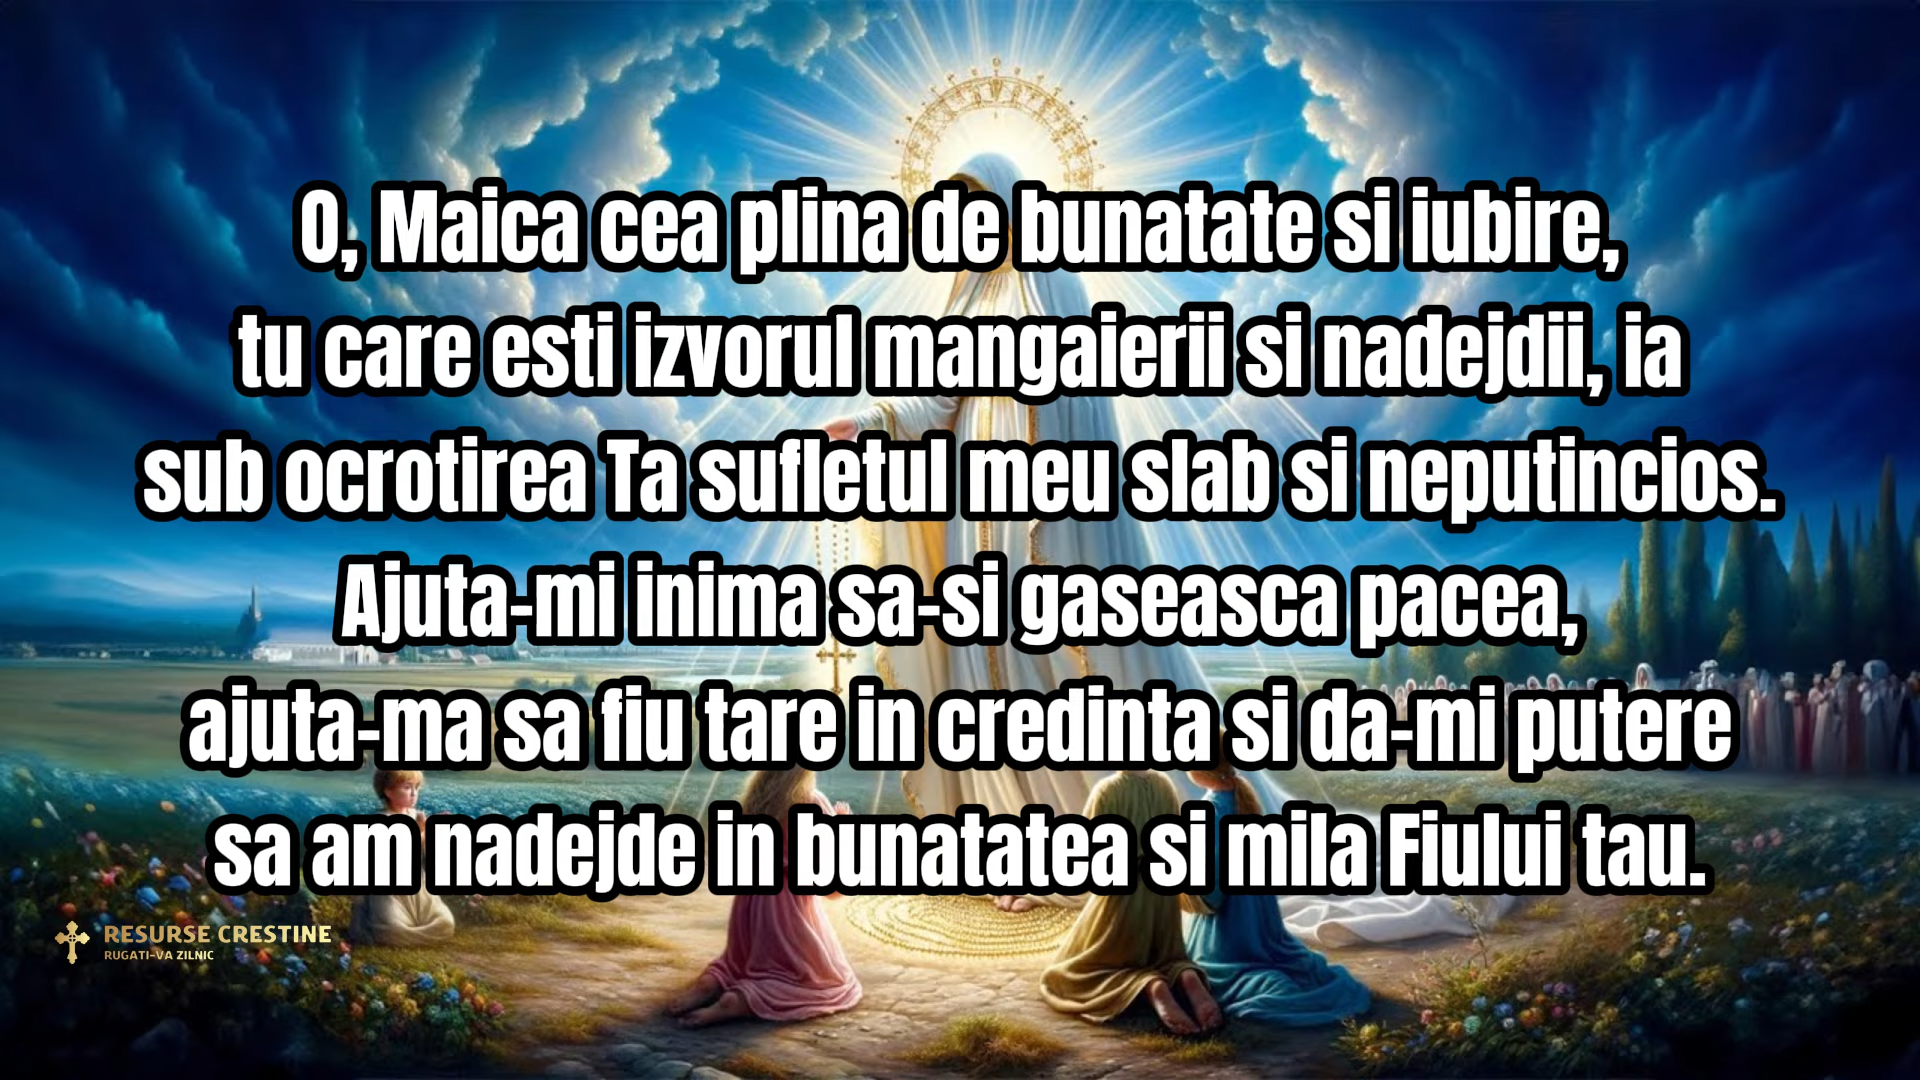 O, Maica cea plina de bunatate si iubire,
tu care esti izvorul mangaierii si nadejdii, ia
sub ocrotirea Ta sufletul meu slab si neputincios.
Ajuta-mi inima sa-si gaseasca pacea,
ajuta-ma sa fiu tare in credinta si da-mi putere
sa am nadejde in bunatatea si mila Fiului tau.
RESURSE CRESTINE
RUGATI-VA ZILNIC